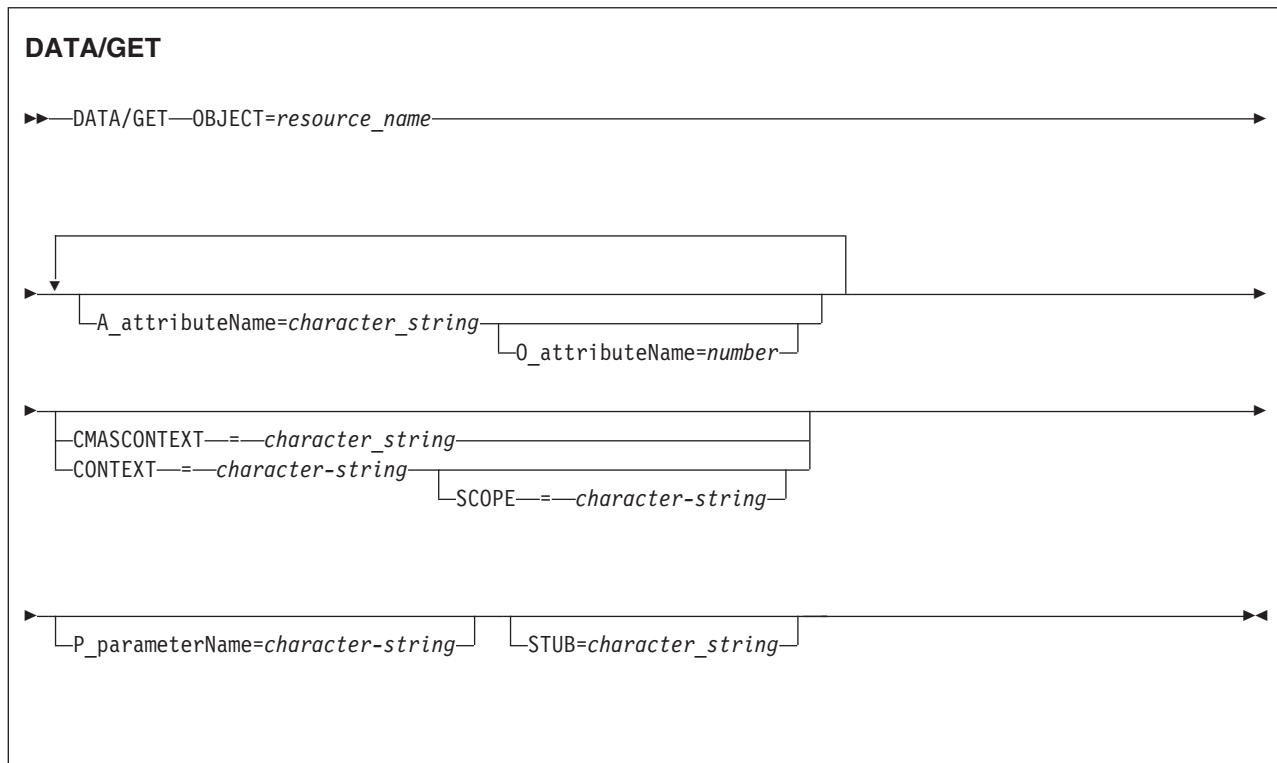 DATA/GET
DATA/GET OBJECT=resource_name
A_attributeName=character_string
O_attributeName=number
CMASCONTEXT = character_string
CONTEXT = character-string
SCOPE = character-string
P_parameterName=character-string STUB=character_string